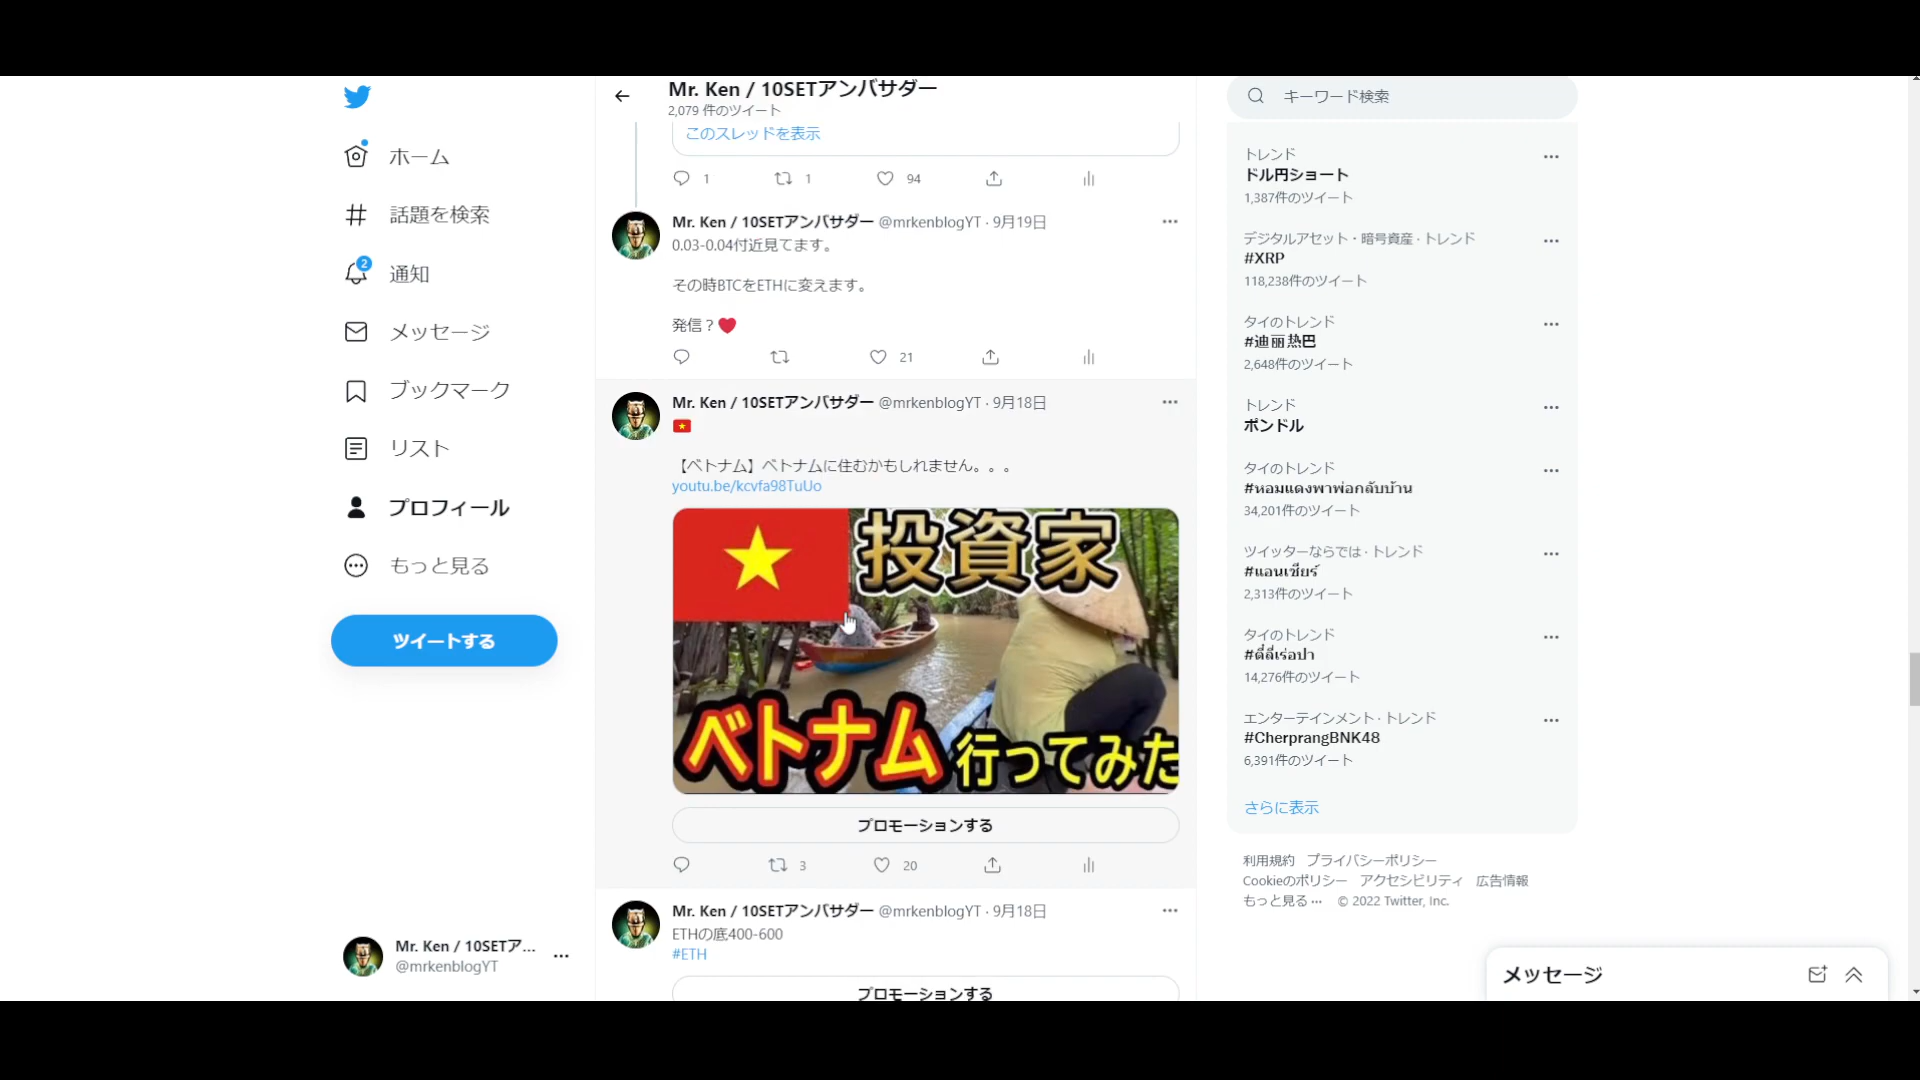 ホーム
話題を検索
2
通知
メッセージ
ブックマーク
リスト
プロフィール
もっと見る
ツイートする
Mr. Ken / 10SETア...
@mrkenblogYT
Mr. Ken / 10SETアンバサダー
2,079 件のツイート
このスレッドを表示
1 1 94
Mr. Ken / 10SETアンバサダー @mrkenblogYT · 9月19日
0.03-0.04付近見てます。
その時BTCをETHに変えます。
発信？❤
21
Mr. Ken / 10SETアンバサダー @mrkenblogYT · 9月18日
🇻🇳
【ベトナム】ベトナムに住むかもしれません。。。
youtu.be/kcvfa98TuUo
投資家
ベトナム行ってみた
プロモーションする
3 20
Mr. Ken / 10SETアンバサダー @mrkenblogYT · 9月18日
ETHの底400-600
#ETH
プロモーションする
キーワード検索
トレンド
ドル円ショート
1,387件のツイート
デジタルアセット・暗号資産 · トレンド
#XRP
118,238件のツイート
タイのトレンド
#迪丽热巴
2,648件のツイート
トレンド
ポンドル
タイのトレンド
#หอมแดงพาพ่อกลับบ้าน
34,201件のツイート
ツイッターならでは · トレンド
#แอนเชียร์
2,313件のツイート
タイのトレンド
#ดี่ดี๋เร่อปา
14,276件のツイート
エンターテインメント · トレンド
#CherprangBNK48
6,391件のツイート
さらに表示
利用規約 プライバシーポリシー
Cookieのポリシー アクセシビリティ 広告情報
もっと見る ··· © 2022 Twitter, Inc.
メッセージ